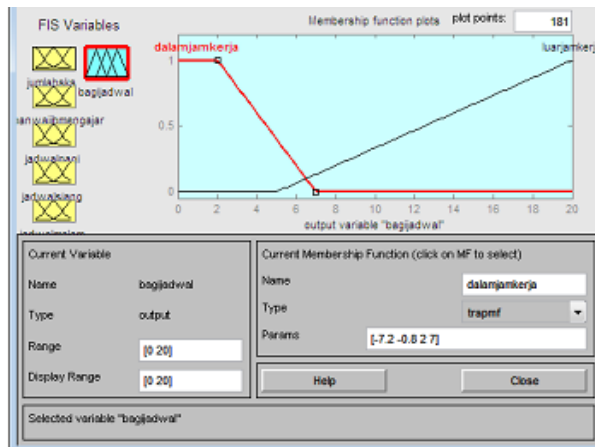 FIS Variables
Membership function plots
plot points:
181
dalamjamkerja
luarjamkerj
bagijadwal
1
0.5
0
0
2
4
6
8
10
12
14
16
18
20
output variable "bagijadwal"
Current Variable
Name
bagijadwal
Type
output
Range
[0 20]
Display Range
[0 20]
Current Membership Function (click on MF to select)
Name
dalamjamkerja
Type
trapmf
Params
[-7.2 -0.8 2 7]
Help
Close
Selected variable "bagijadwal"